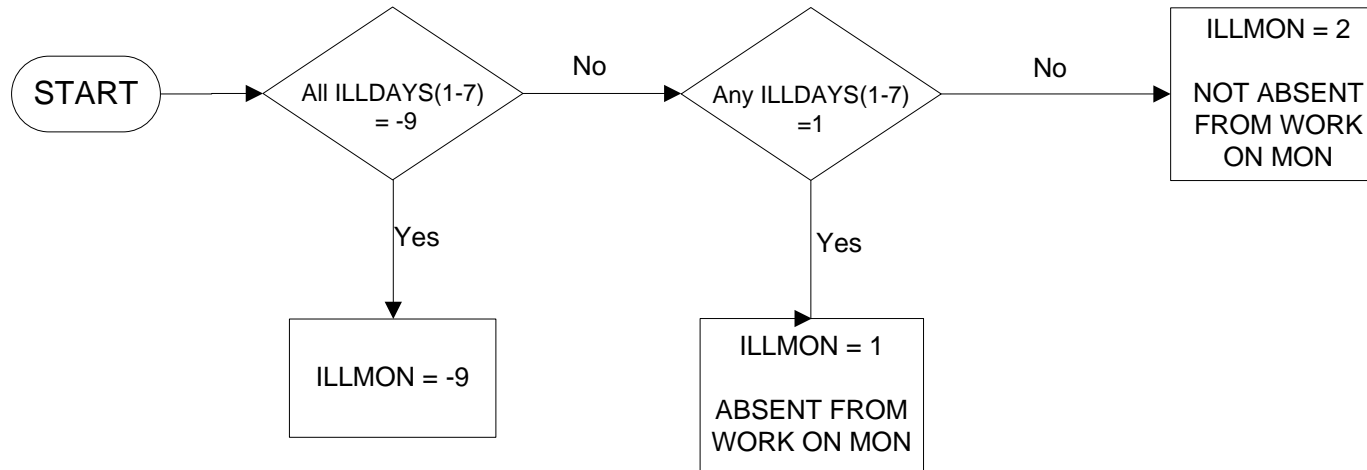 START
All ILLDAYS(1-7)
= -9
No
Any ILLDAYS(1-7)
=1
No
ILLMON = 2
NOT ABSENT
FROM WORK
ON MON
Yes
Yes
ILLMON = -9
ILLMON = 1
ABSENT FROM
WORK ON MON